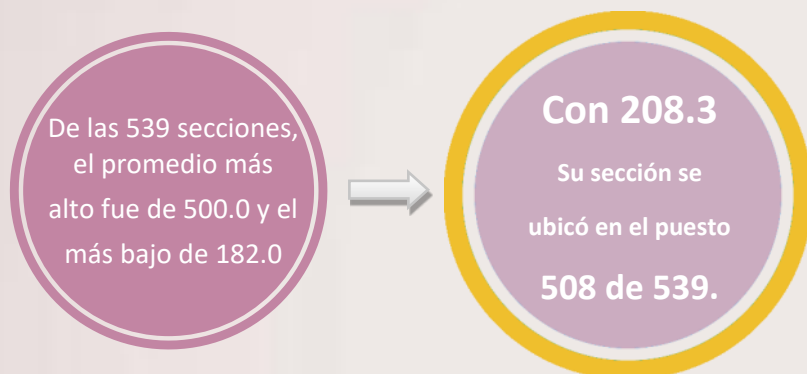 De las 539 secciones,
el promedio más
alto fue de 500.0 y el
más bajo de 182.0
Con 208.3
Su sección se
ubicó en el puesto
508 de 539.